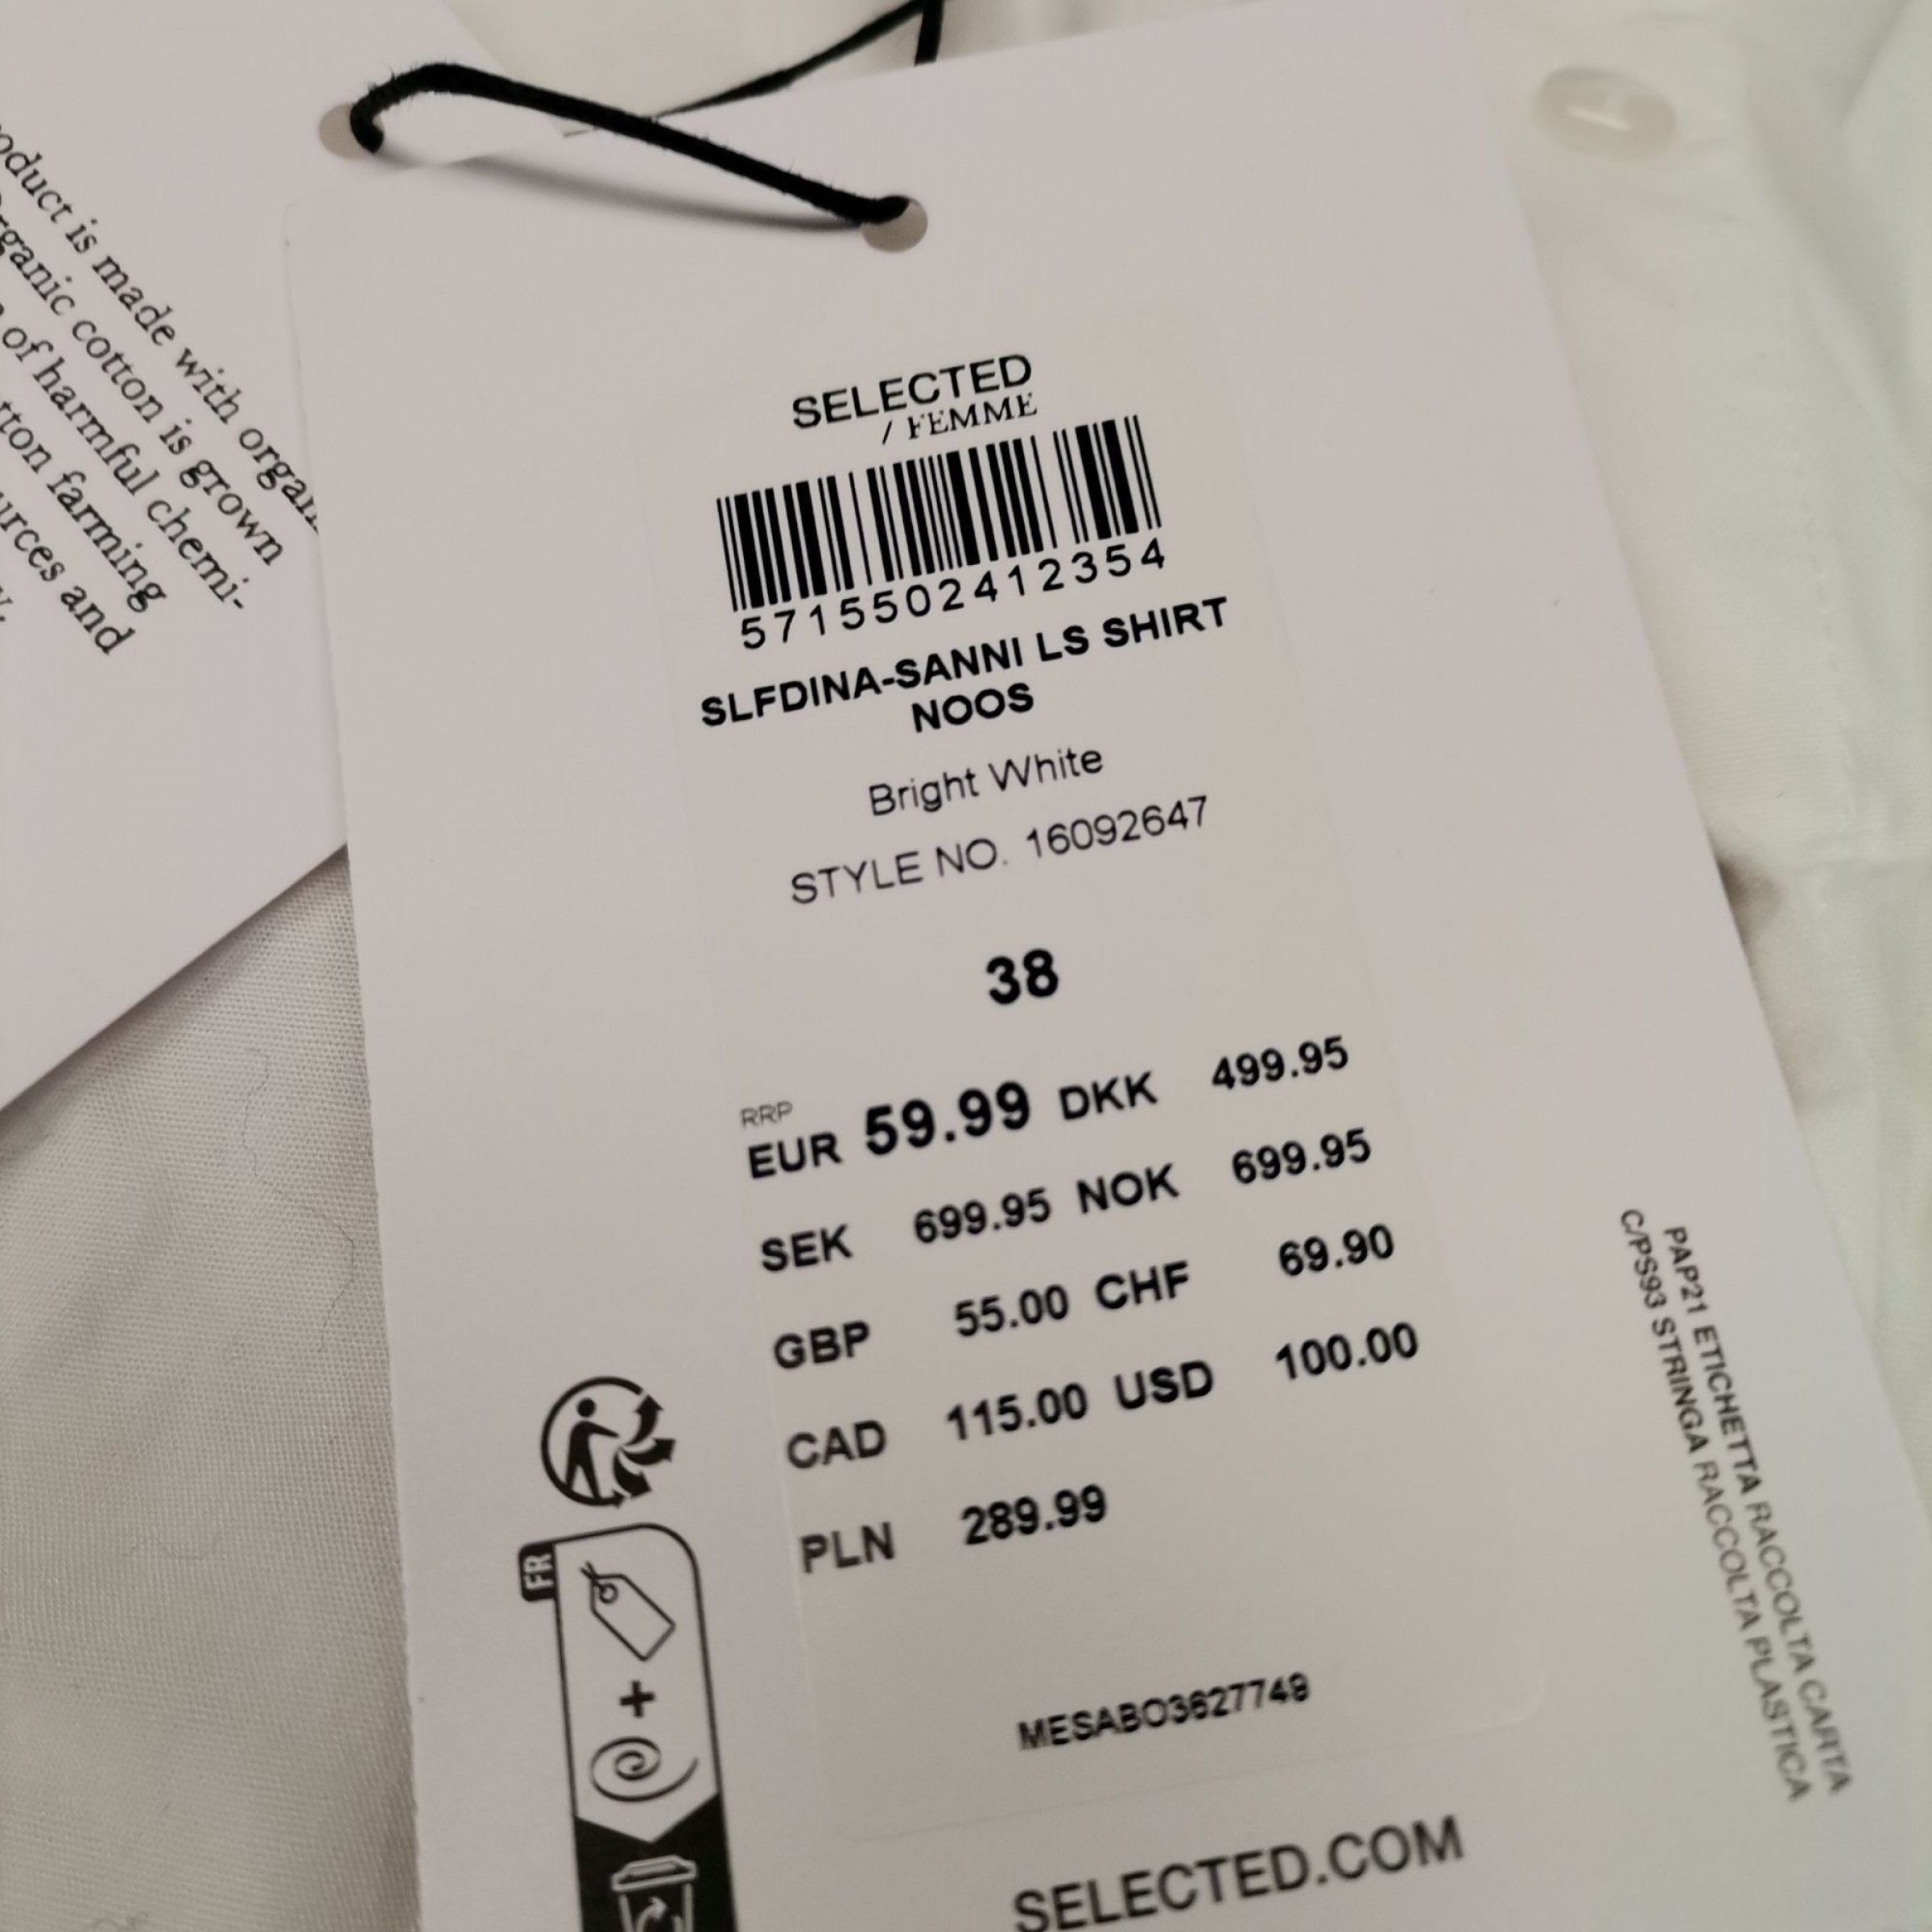 oduct is made with organ
rganic cotton is grown
of harmful chemi-
tton farming
urces and
SELECTED
/ FEMME
5715502412354
SLFDINA-SANNI LS SHIRT
NOOS
Bright White
STYLE NO. 16092647
38
RRP
EUR 59.99 DKK 499.95
SEK 699.95 NOK 699.95
GBP 55.00 CHF 69.90
CAD 115.00 USD 100.00
PLN 289.99
FR
MESABO3627749
SELECTED.COM
PAP21 ETICHETTA RACCOLTA CARTA
C/PS93 STRINGA RACCOLTA PLASTICA